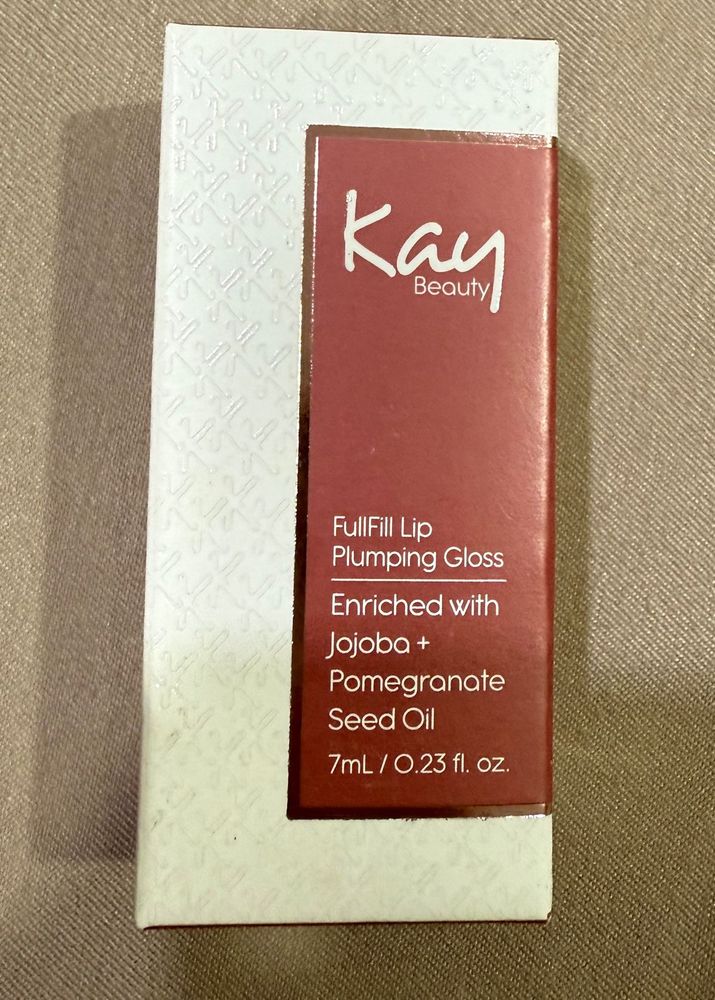 Kay
Beauty
FullFill Lip
Plumping Gloss
Enriched with
Jojoba +
Pomegranate
Seed Oil
7mL / 0.23 fl. oz.